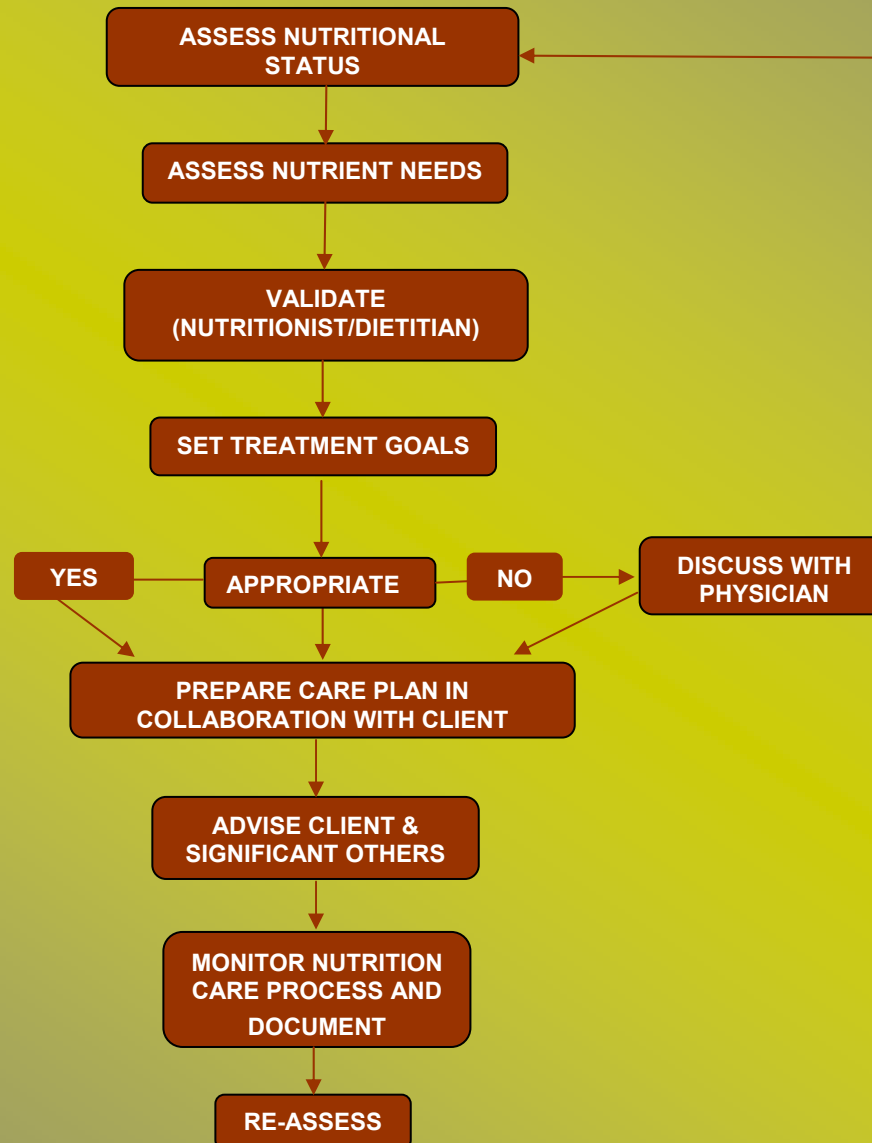 ASSESS NUTRITIONAL
STATUS
ASSESS NUTRIENT NEEDS
VALIDATE
(NUTRITIONIST/DIETITIAN)
SET TREATMENT GOALS
YES
APPROPRIATE
NO
DISCUSS WITH
PHYSICIAN
PREPARE CARE PLAN IN
COLLABORATION WITH CLIENT
ADVISE CLIENT &
SIGNIFICANT OTHERS
MONITOR NUTRITION
CARE PROCESS AND
DOCUMENT
RE-ASSESS